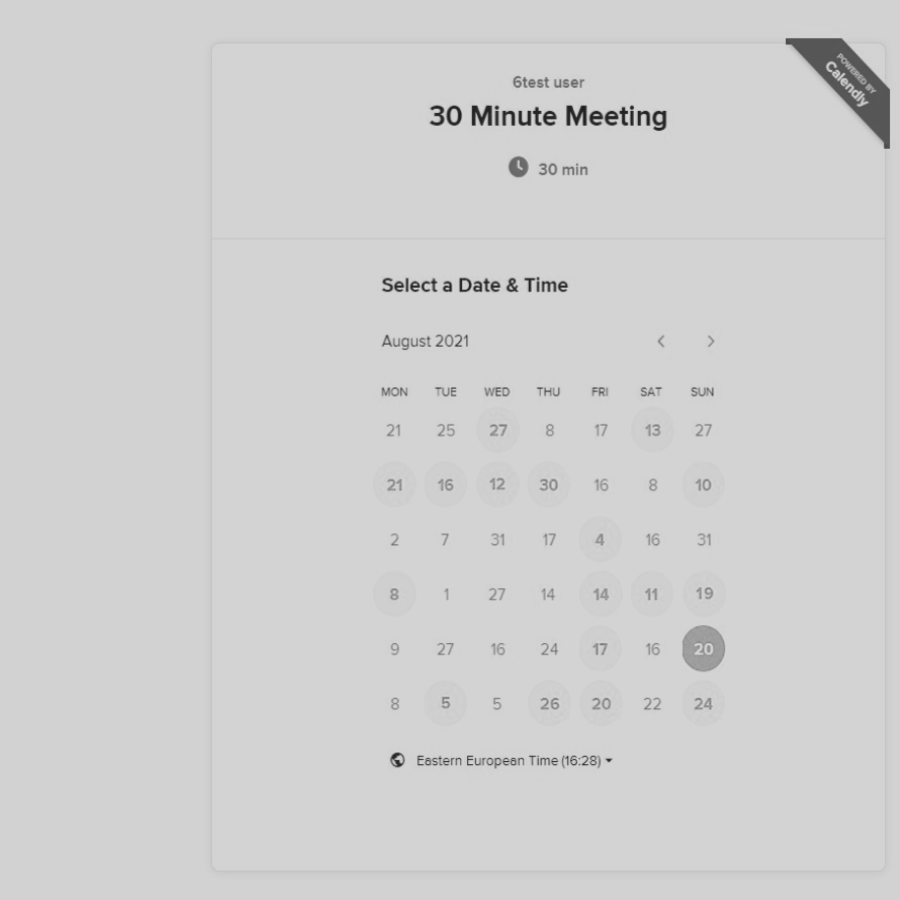 POWERED BY
Calendly
6test user
30 Minute Meeting
30 min
Select a Date & Time
August 2021
MON TUE WED THU FRI SAT SUN
21 25 27 8 17 13 27
21 16 12 30 16 8 10
2 7 31 17 4 16 31
8 1 27 14 14 11 19
9 27 16 24 17 16 20
8 5 5 26 20 22 24
Eastern European Time (16:28)